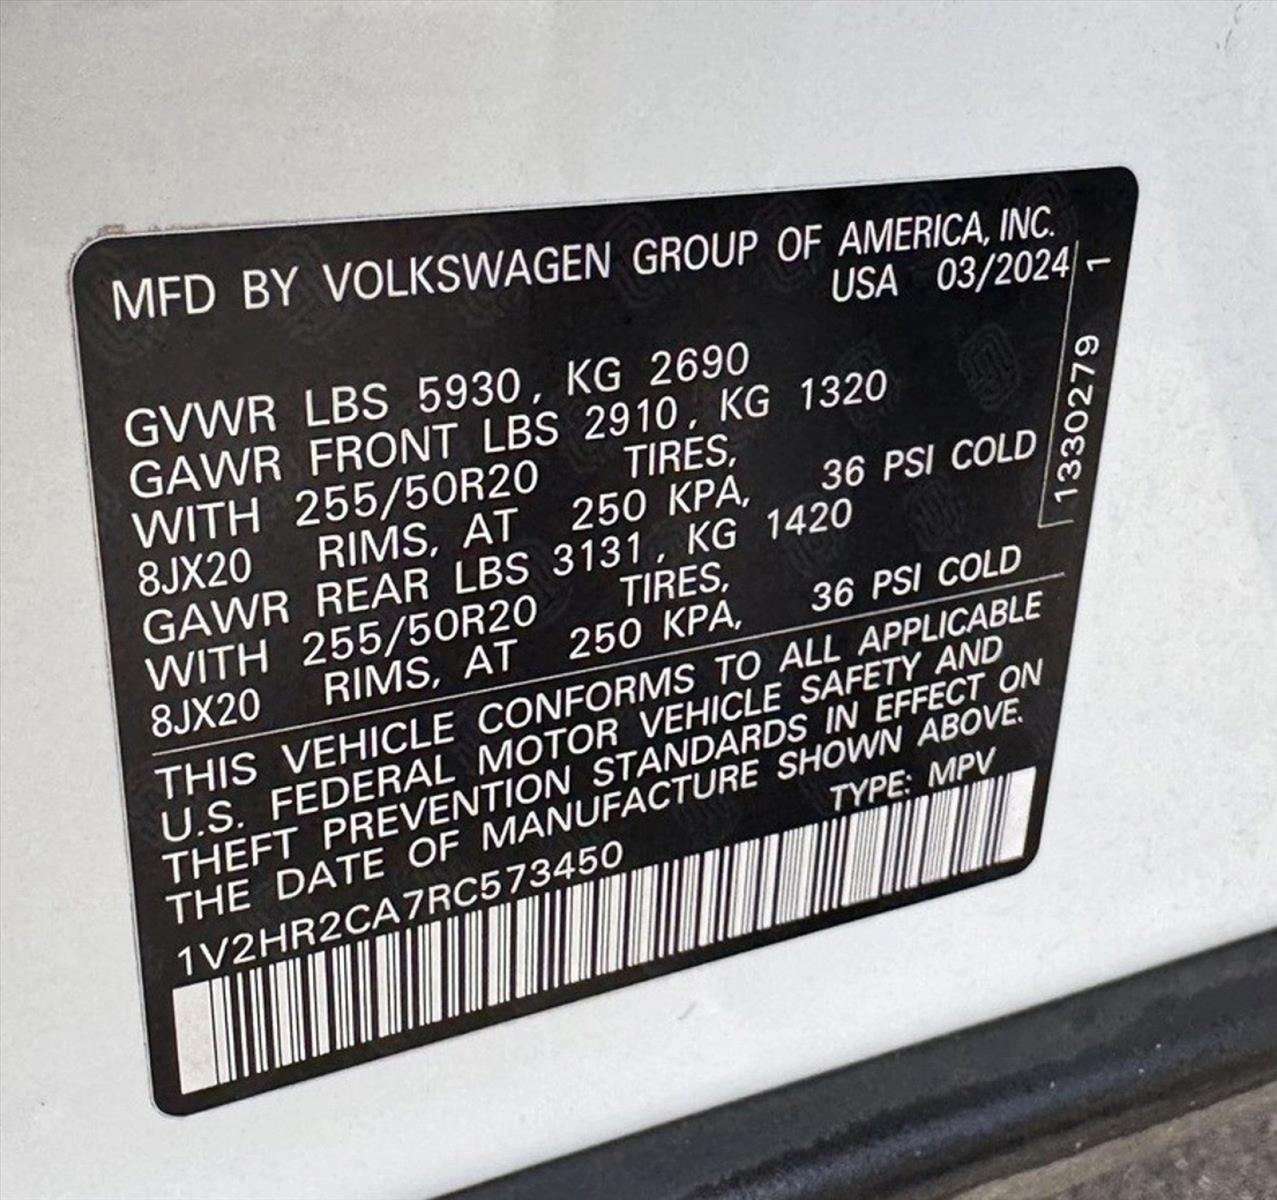 MFD BY VOLKSWAGEN GROUP OF AMERICA, INC.
USA 03/2024
GVWR LBS 5930, KG 2690
GAWR FRONT LBS 2910, KG 1320
WITH 255/50R20 TIRES,
8JX20 RIMS, AT 250 KPA, 36 PSI COLD
GAWR REAR LBS 3131, KG 1420
WITH 255/50R20 TIRES,
8JX20 RIMS, AT 250 KPA, 36 PSI COLD
THIS VEHICLE CONFORMS TO ALL APPLICABLE
U.S. FEDERAL MOTOR VEHICLE SAFETY AND
THEFT PREVENTION STANDARDS IN EFFECT ON
THE DATE OF MANUFACTURE SHOWN ABOVE.
1V2HR2CA7RC573450 TYPE: MPV
1330279 1